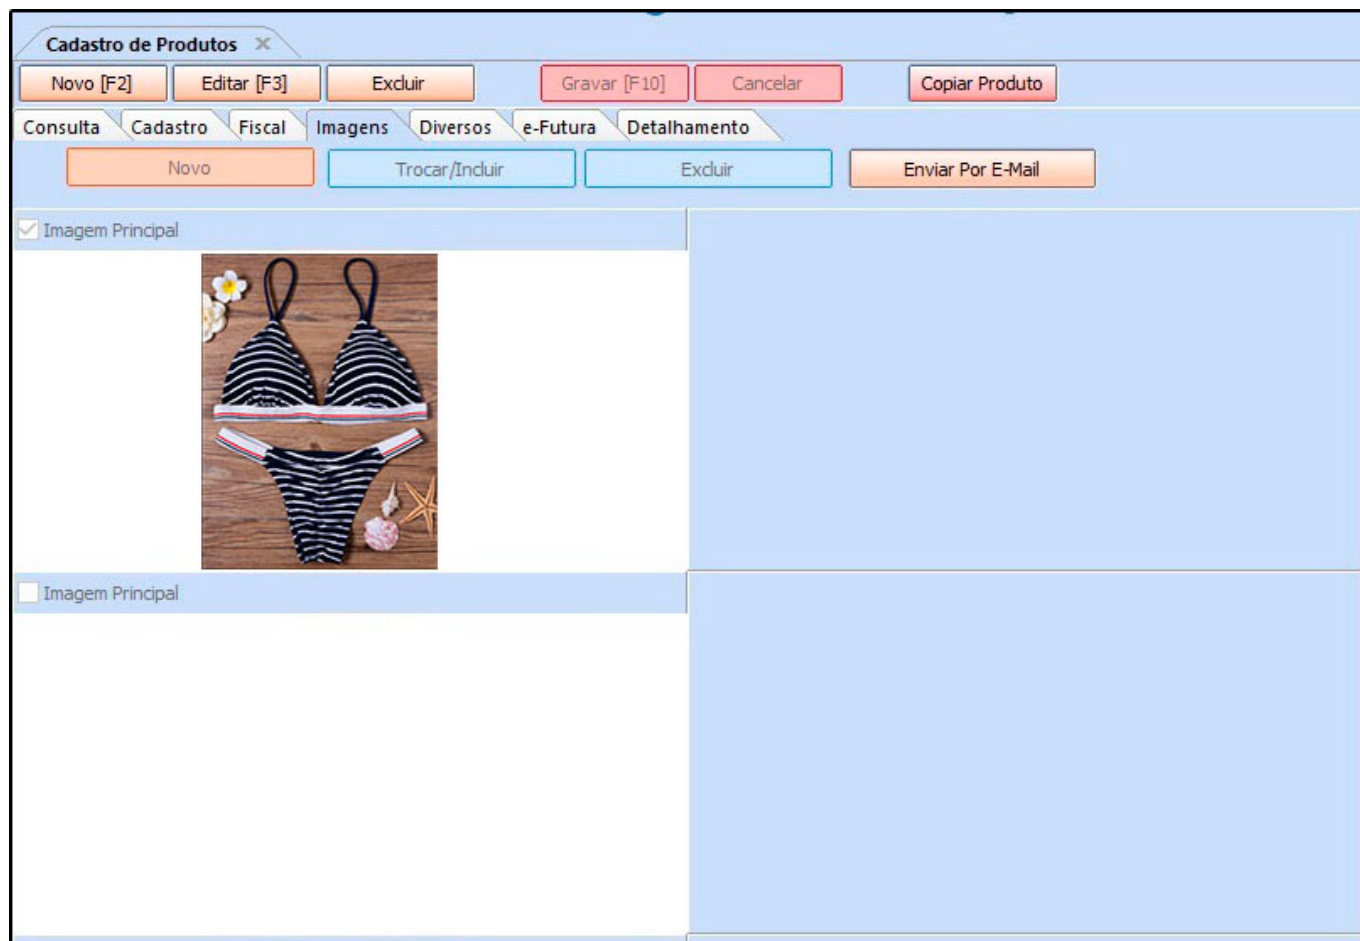 Cadastro de Produtos
Novo [F2] Editar [F3] Excluir Gravar [F10] Cancelar Copiar Produto
Consulta Cadastro Fiscal Imagens Diversos e-Futura Detalhamento
Novo Trocar/Incluir Excluir Enviar Por E-Mail
Imagem Principal
Imagem Principal